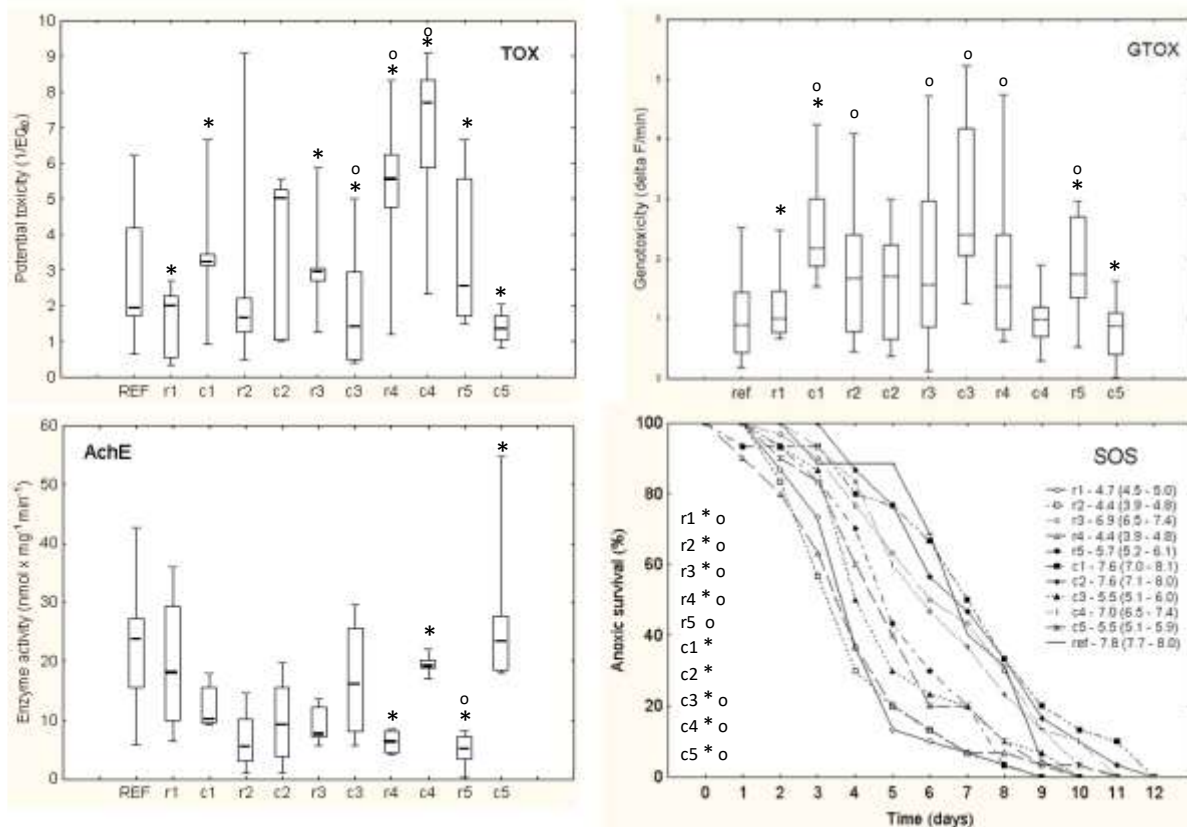 TOX
Potential toxicity (1/EC50)
10
9
8
7
6
5
4
3
2
1
0
o
*
o
*
*
*
*
o
*
*
*
REF r1 c1 r2 c2 r3 c3 r4 c4 r5 c5
GTOX
Genotoxicity (delta F/min)
6
5
4
3
2
1
0
o
*
o
o
o
o
*
o
*
*
ref r1 c1 r2 c2 r3 c3 r4 c4 r5 c5
AchE
Enzyme activity (nmol x mg⁻¹ min⁻¹)
60
50
40
30
20
10
0
*
*
*
o
*
REF r1 c1 r2 c2 r3 c3 r4 c4 r5 c5
SOS
Anoxic survival (%)
100
80
60
40
20
0
r1 * o
r2 * o
r3 * o
r4 * o
r5 o
c1 *
c2 *
c3 * o
c4 * o
c5 * o
r1 - 4.7 (4.5 - 5.0)
r2 - 4.4 (3.9 - 4.8)
r3 - 6.9 (6.5 - 7.4)
r4 - 4.4 (3.9 - 4.8)
r5 - 5.7 (5.2 - 6.1)
c1 - 7.6 (7.0 - 8.1)
c2 - 7.6 (7.1 - 8.0)
c3 - 5.5 (5.1 - 6.0)
c4 - 7.0 (6.5 - 7.4)
c5 - 5.5 (5.1 - 5.9)
ref - 7.8 (7.7 - 8.0)
0 1 2 3 4 5 6 7 8 9 10 11 12
Time (days)